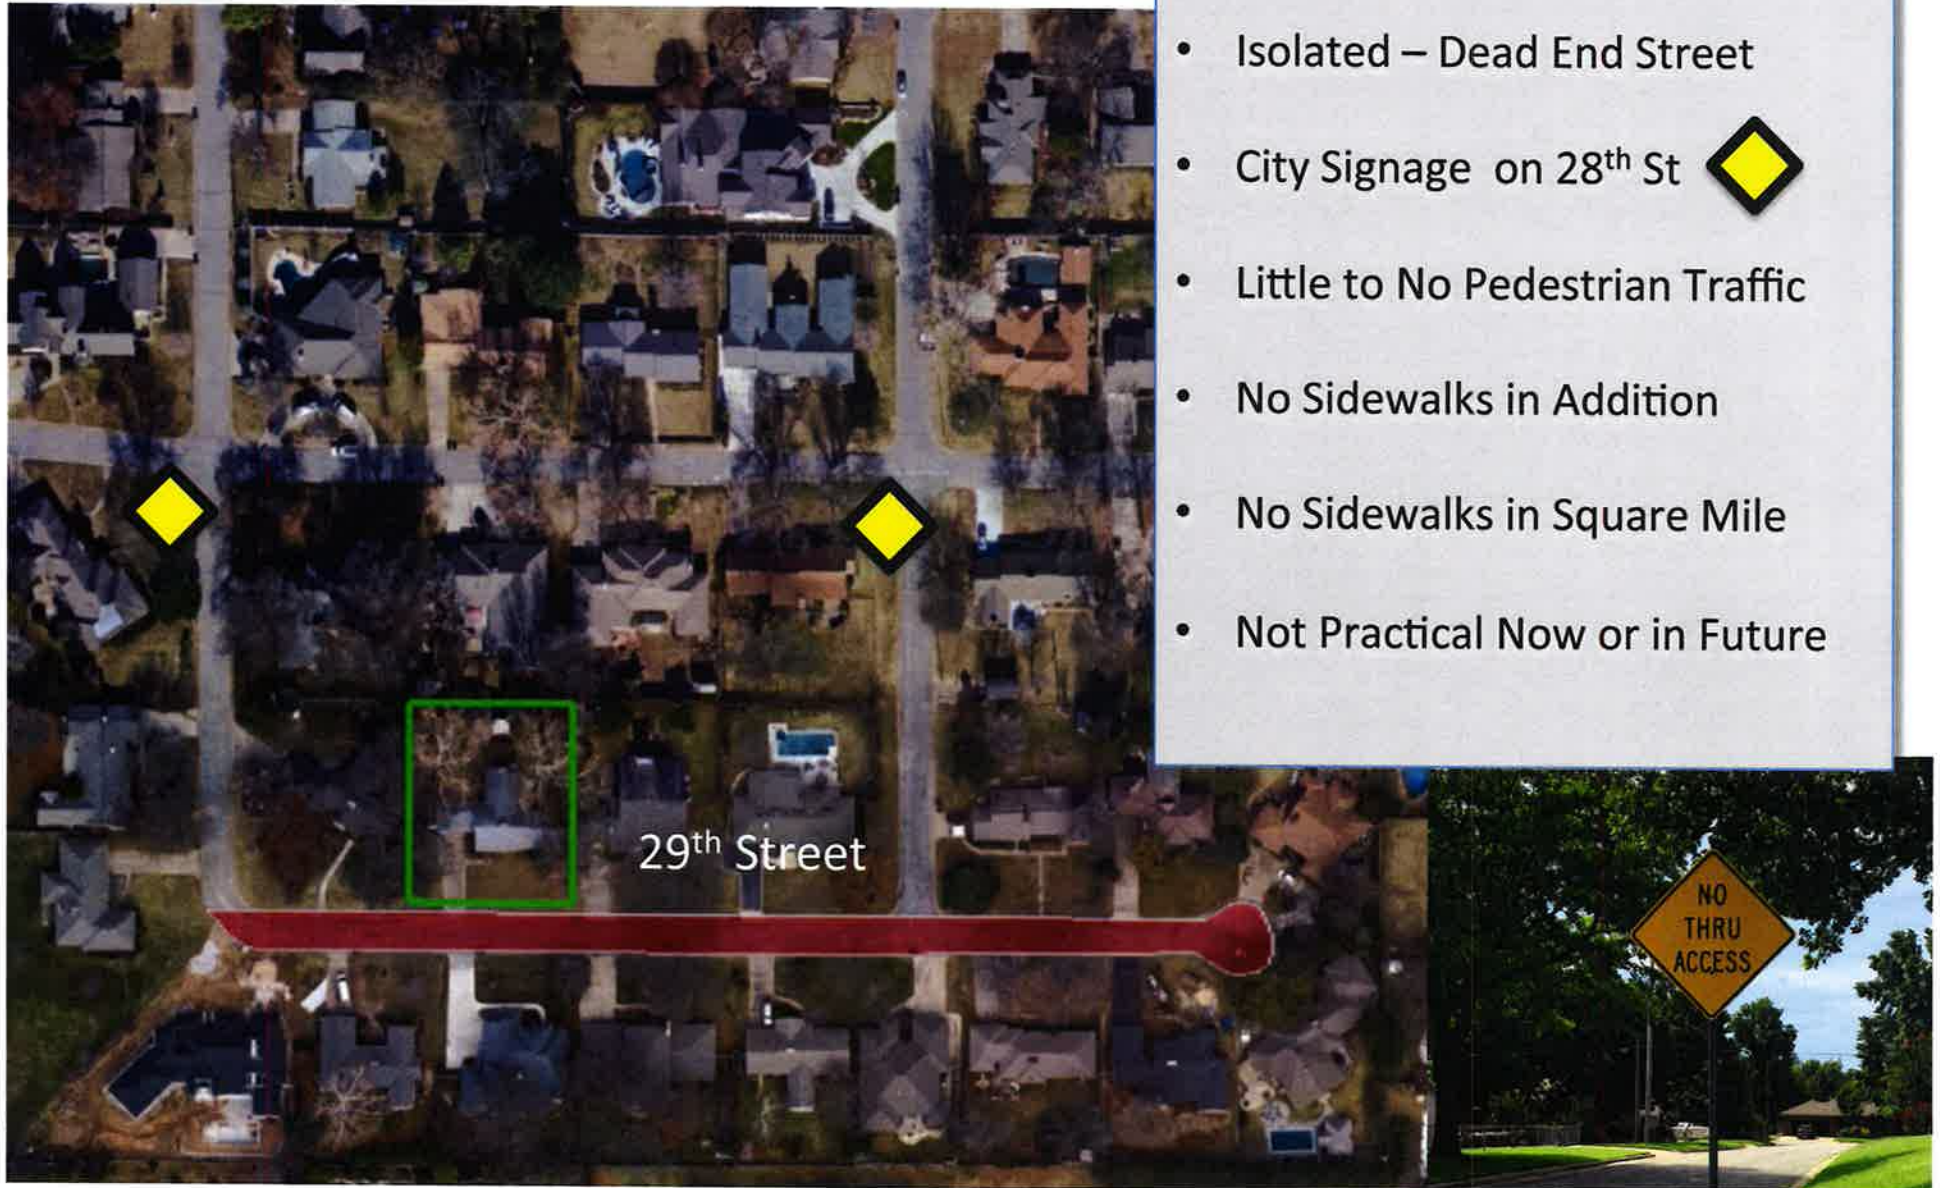 • Isolated – Dead End Street
• City Signage on 28th St
• Little to No Pedestrian Traffic
• No Sidewalks in Addition
• No Sidewalks in Square Mile
• Not Practical Now or in Future
29th Street
NO
THRU
ACCESS